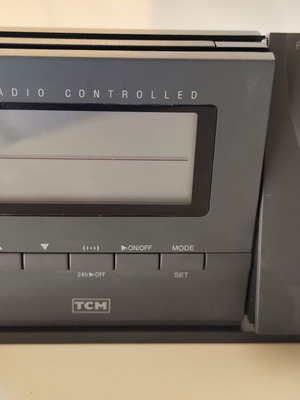 ADIO CONTROLLED
ON/OFF MODE
24h OFF SET
TCM